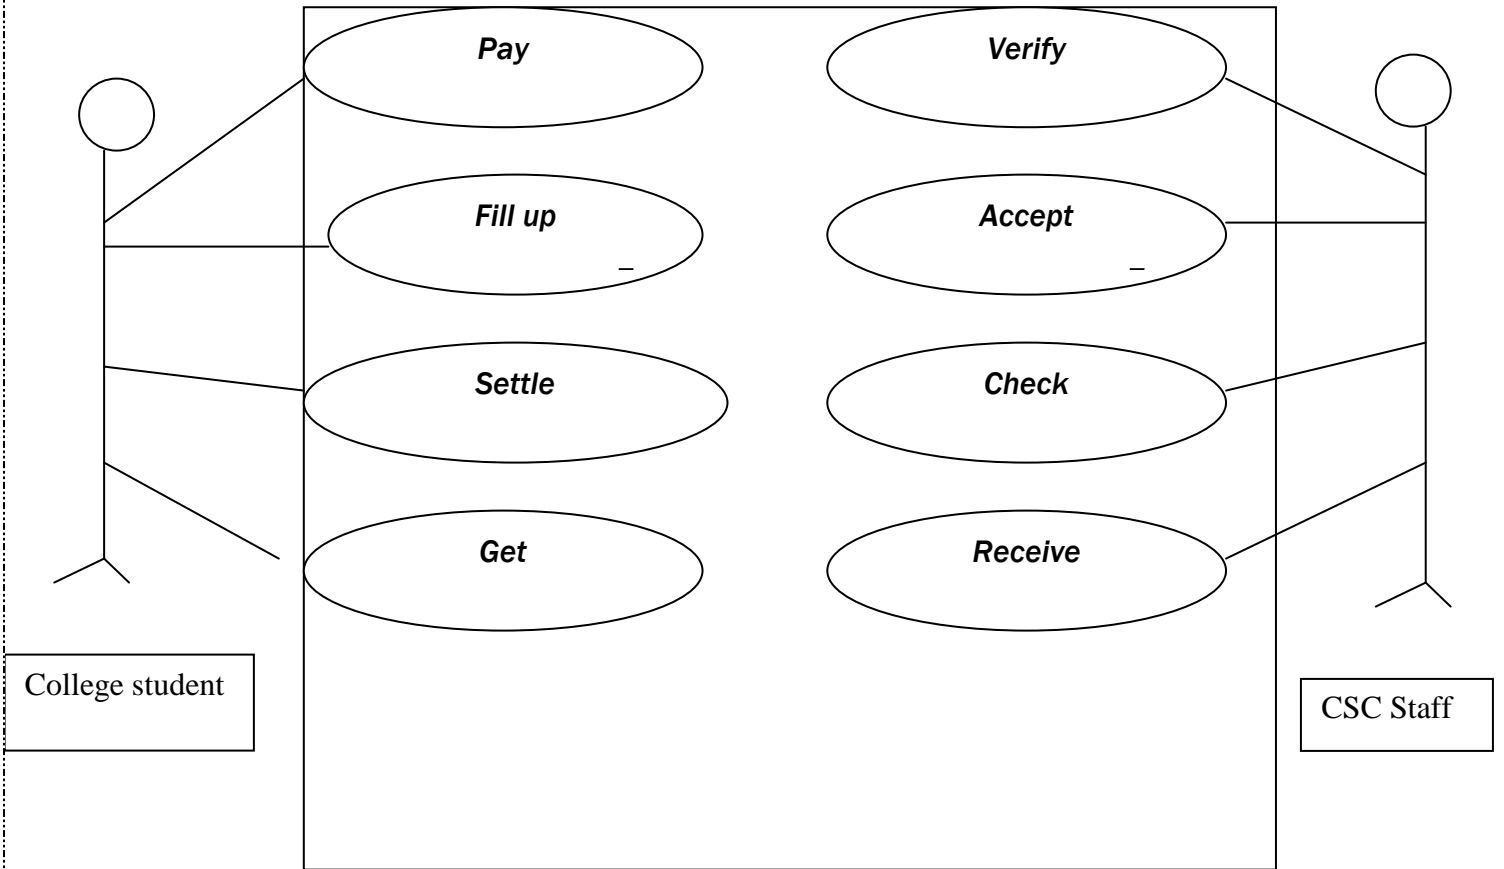 Pay
Verify
Fill up
_
Accept
_
Settle
Check
Get
Receive
College student
CSC Staff